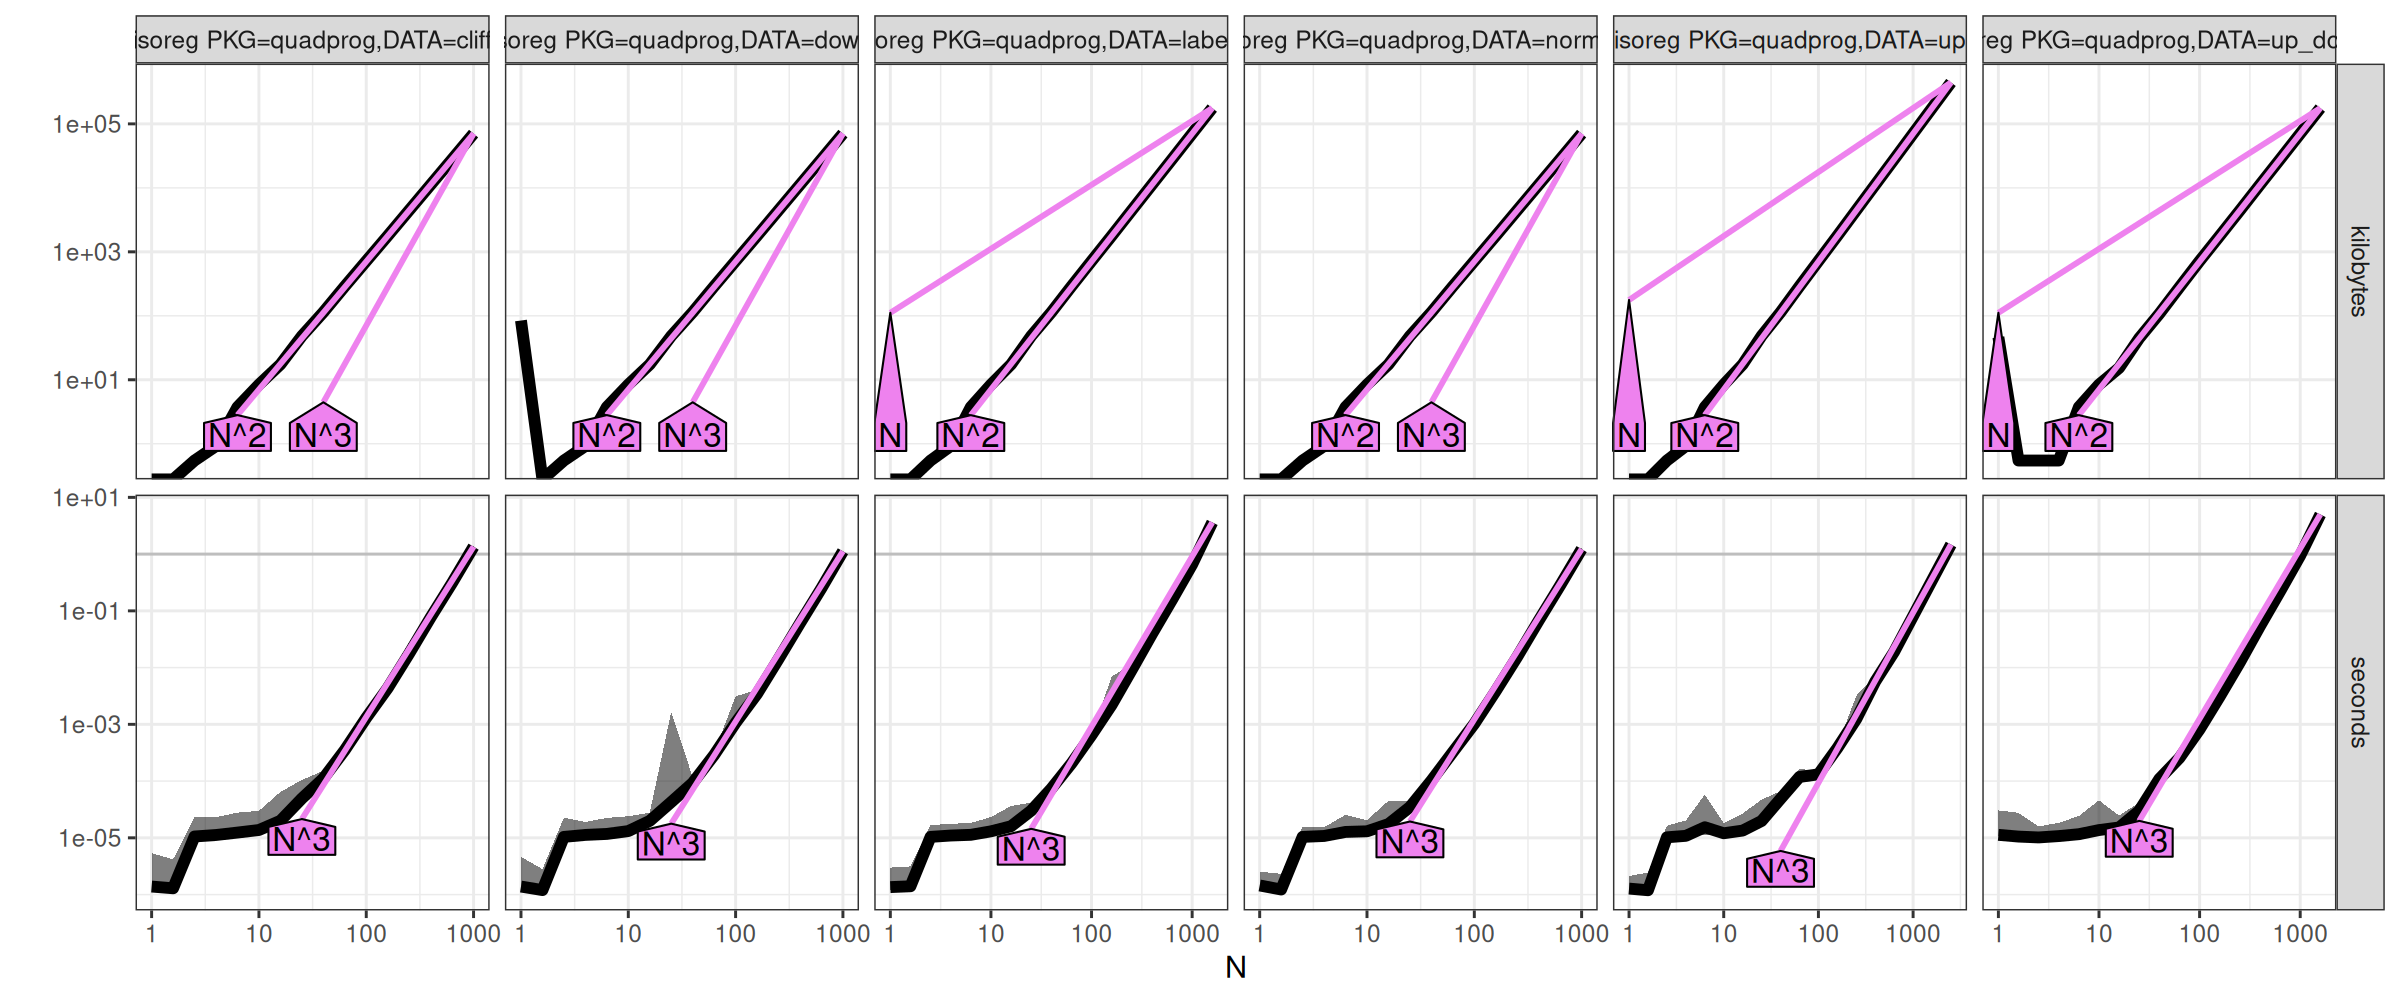 isoreg PKG=quadprog,DATA=cliff
oreg PKG=quadprog,DATA=dow
oreg PKG=quadprog,DATA=labe
oreg PKG=quadprog,DATA=norm
isoreg PKG=quadprog,DATA=up
reg PKG=quadprog,DATA=up_do
1e+05
1e+03
1e+01
N^2 N^3
N^2 N^3
N N^2
N^2 N^3
N N^2
N N^2
kilobytes
1e+01
1e-01
1e-03
1e-05
N^3
N^3
N^3
N^3
N^3
N^3
seconds
1 10 100 1000
1 10 100 1000
1 10 100 1000
1 10 100 1000
1 10 100 1000
1 10 100 1000
N